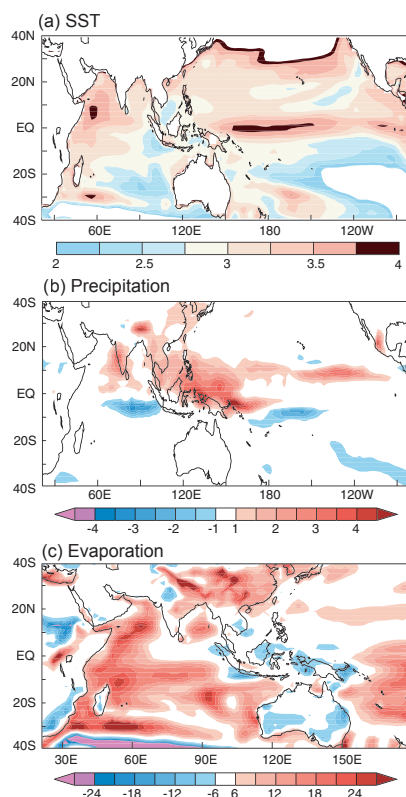 (a) SST
40N
20N
EQ
20S
40S
60E 120E 180 120W
2 2.5 3 3.5 4
(b) Precipitation
40S
20N
EQ
20S
40S
60E 120E 180 120W
-4 -3 -2 -1 1 2 3 4
(c) Evaporation
40S
20N
EQ
20S
40S
30E 60E 90E 120E 150E
-24 -18 -12 -6 6 12 18 24